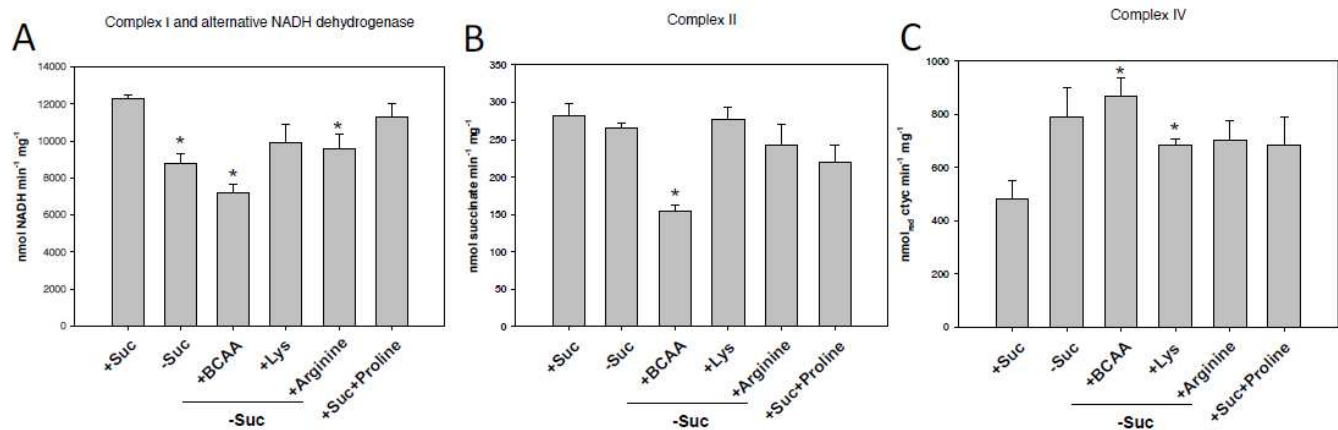 Complex I and alternative NADH dehydrogenase
A
nmol NADH min-1 mg-1
14000
12000
10000
8000
6000
4000
2000
0
*
*
*
+Suc
-Suc
+BCAA
+Lys
+Arginine
+Suc+Proline
-Suc
Complex II
B
nmol succinate min-1 mg-1
350
300
250
200
150
100
50
0
*
+Suc
-Suc
+BCAA
+Lys
+Arginine
+Suc+Proline
-Suc
Complex IV
C
nmolred ctyc min-1 mg-1
1000
800
600
400
200
0
*
*
+Suc
-Suc
+BCAA
+Lys
+Arginine
+Suc+Proline
-Suc